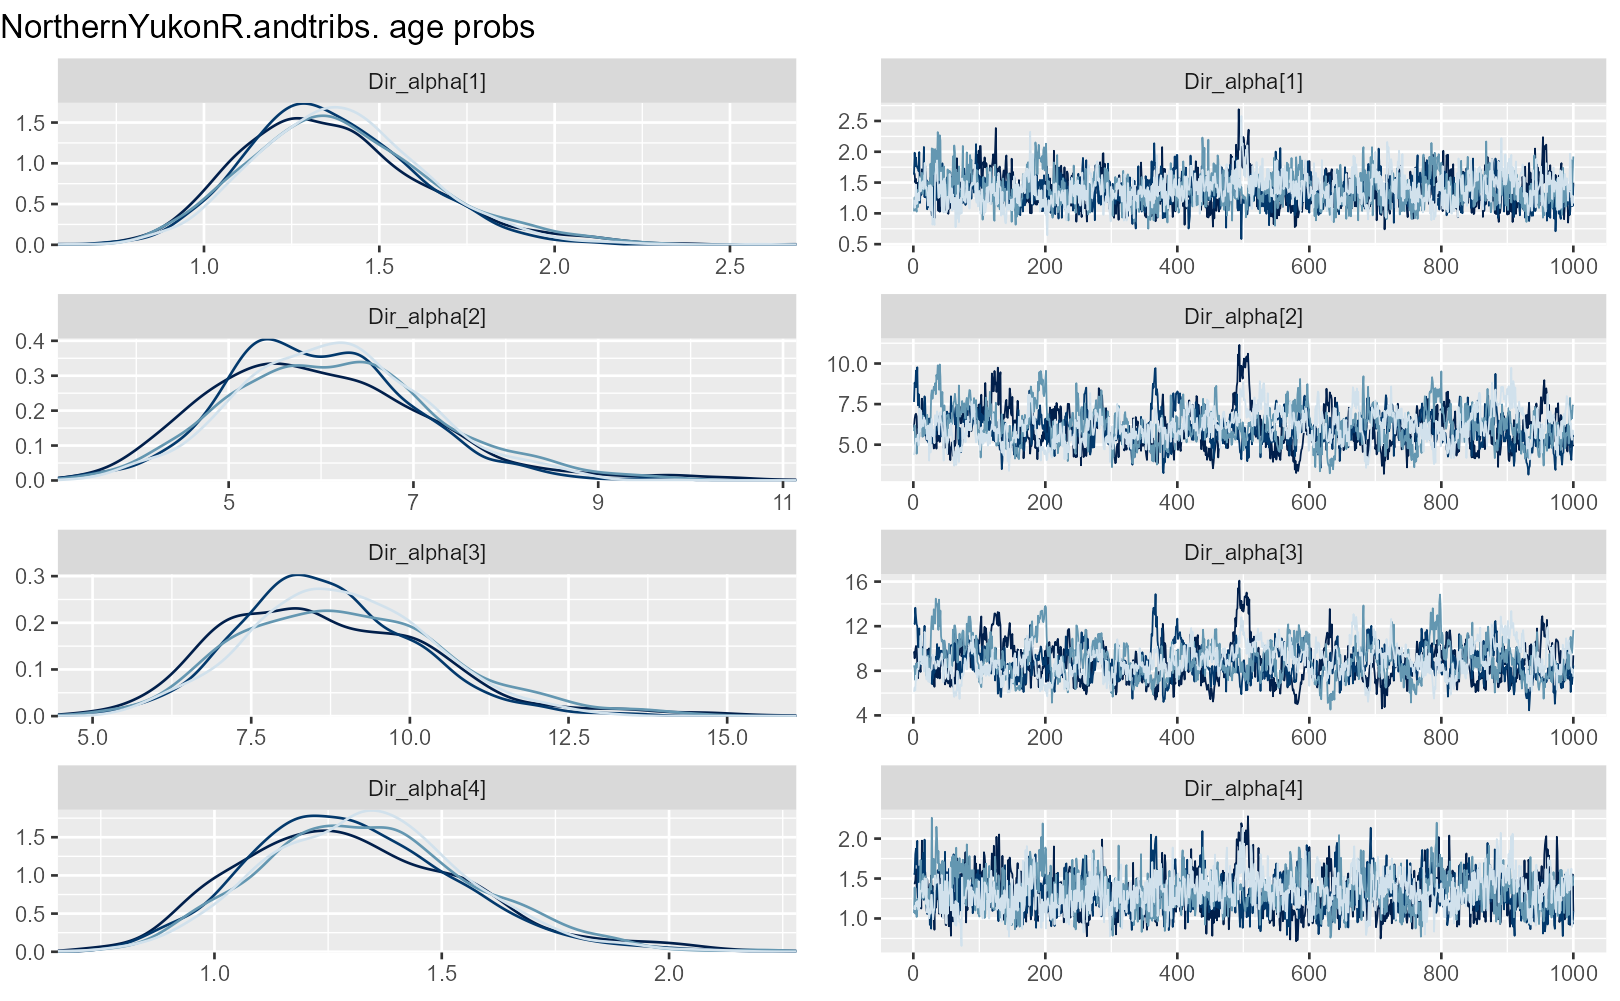 NorthernYukonR.andtribs. age probs
Dir_alpha[1]
1.5
1.0
0.5
0.0
1.0 1.5 2.0 2.5
Dir_alpha[1]
2.5
2.0
1.5
1.0
0.5
0 200 400 600 800 1000
Dir_alpha[2]
0.4
0.3
0.2
0.1
0.0
5 7 9 11
Dir_alpha[2]
10.0
7.5
5.0
0 200 400 600 800 1000
Dir_alpha[3]
0.3
0.2
0.1
0.0
5.0 7.5 10.0 12.5 15.0
Dir_alpha[3]
16
12
8
4
0 200 400 600 800 1000
Dir_alpha[4]
1.5
1.0
0.5
0.0
1.0 1.5 2.0
Dir_alpha[4]
2.0
1.5
1.0
0 200 400 600 800 1000